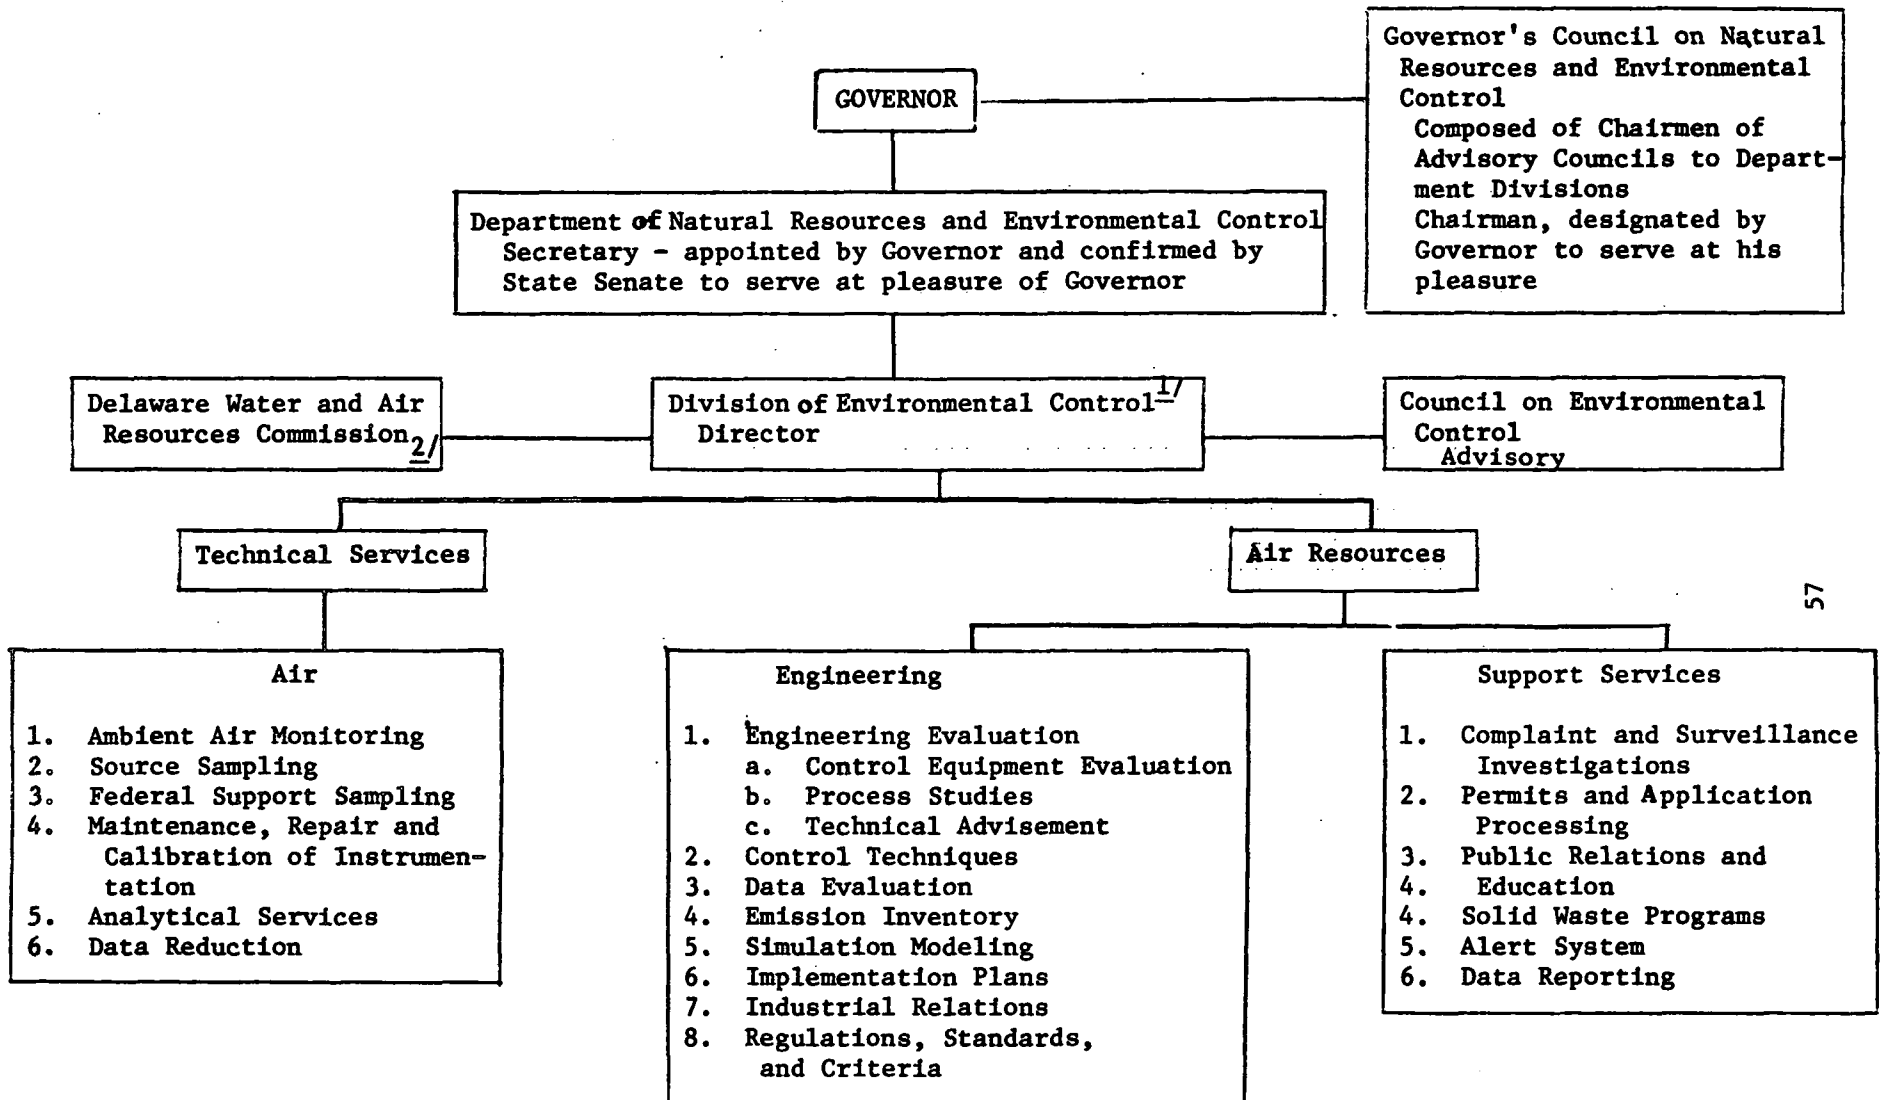 GOVERNOR
Governor's Council on Natural
Resources and Environmental
Control
Composed of Chairmen of
Advisory Councils to Depart-
ment Divisions
Chairman, designated by
Governor to serve at his
pleasure
Department of Natural Resources and Environmental Control
Secretary - appointed by Governor and confirmed by
State Senate to serve at pleasure of Governor
Delaware Water and Air
Resources Commission 2/
Division of Environmental Control 1/
Director
Council on Environmental
Control
Advisory
Technical Services
Air Resources
57
Air
1. Ambient Air Monitoring
2. Source Sampling
3. Federal Support Sampling
4. Maintenance, Repair and
Calibration of Instrumen-
tation
5. Analytical Services
6. Data Reduction
Engineering
1. Engineering Evaluation
a. Control Equipment Evaluation
b. Process Studies
c. Technical Advisement
2. Control Techniques
3. Data Evaluation
4. Emission Inventory
5. Simulation Modeling
6. Implementation Plans
7. Industrial Relations
8. Regulations, Standards,
and Criteria
Support Services
1. Complaint and Surveillance
Investigations
2. Permits and Application
Processing
3. Public Relations and
4. Education
4. Solid Waste Programs
5. Alert System
6. Data Reporting